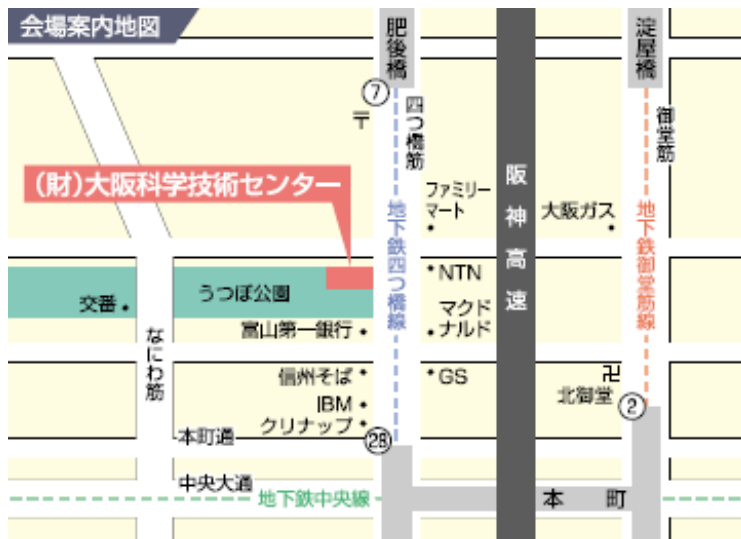 会場案内地図
肥後橋
淀屋橋
⑦
〒
四つ橋筋
御堂筋
(財)大阪科学技術センター
ファミリー
マート
阪神高速
大阪ガス
地下鉄四つ橋線
地下鉄御堂筋線
うつぼ公園
NTN
交番
マクド
ナルド
富山第一銀行
なにわ筋
信州そば
GS
卍
北御堂
IBM
②
クリナップ
本町通
㉘
中央大通
地下鉄中央線
本町